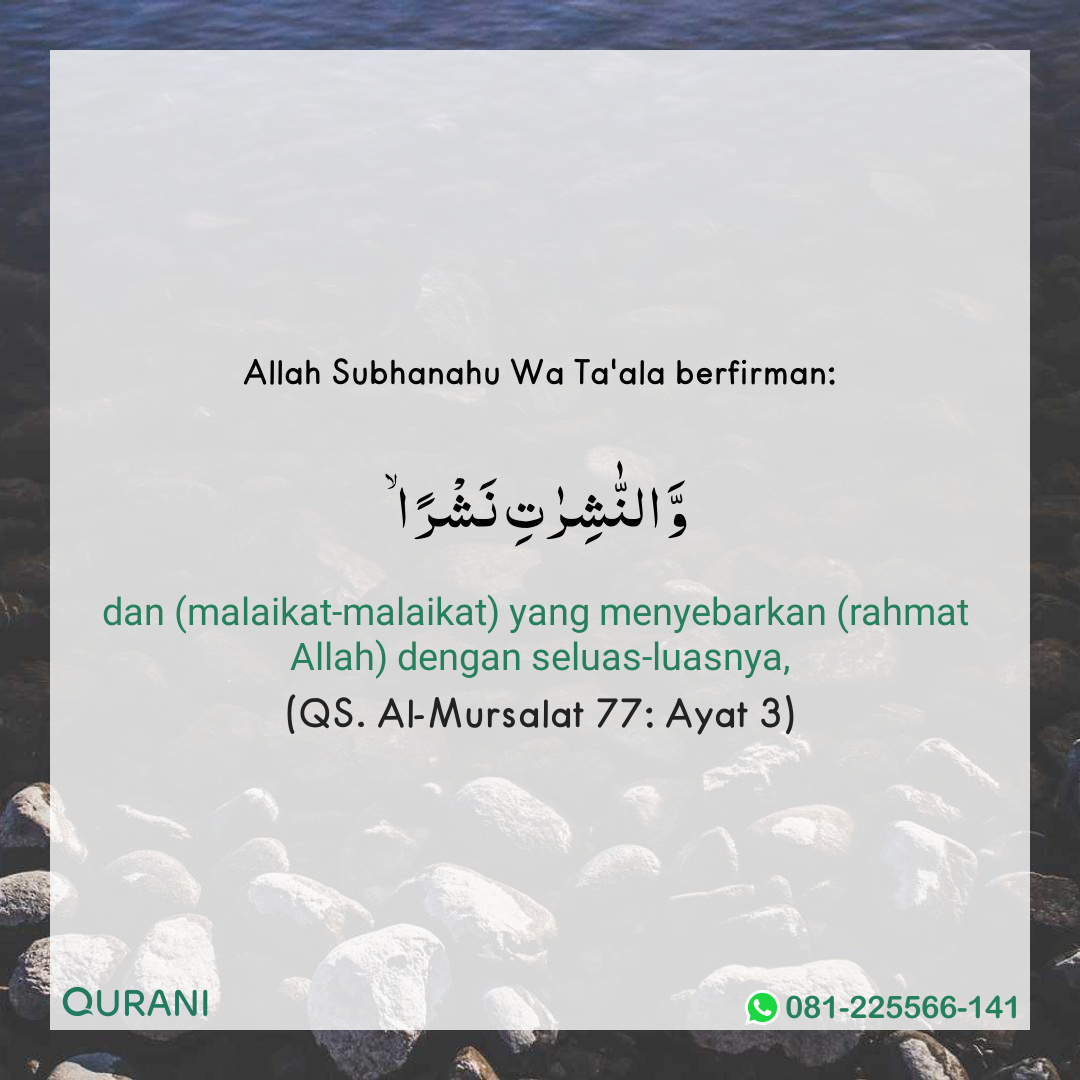 Allah Subhanahu Wa Ta'ala berfirman:
وَّالنّٰشِرٰتِ نَشْرًاۙ
dan (malaikat-malaikat) yang menyebarkan (rahmat
Allah) dengan seluas-luasnya,
(QS. Al-Mursalat 77: Ayat 3)
QURANI
081-225566-141